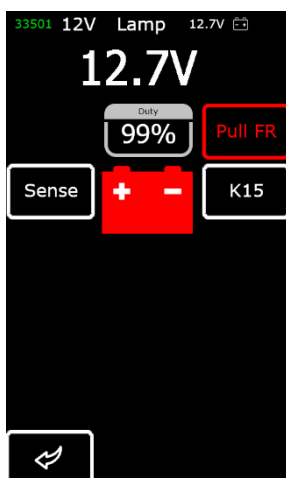 33501 12V Lamp 12.7V
12.7V
Duty
99% Pull FR
Sense + - K15